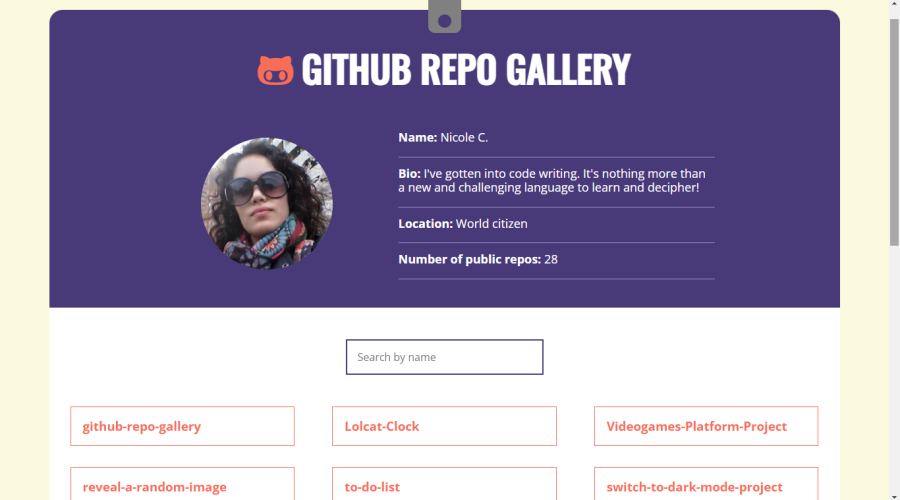 GITHUB REPO GALLERY
Name: Nicole C.
Bio: I've gotten into code writing. It's nothing more than
a new and challenging language to learn and decipher!
Location: World citizen
Number of public repos: 28
Search by name
github-repo-gallery
Lolcat-Clock
Videogames-Platform-Project
reveal-a-random-image
to-do-list
switch-to-dark-mode-project